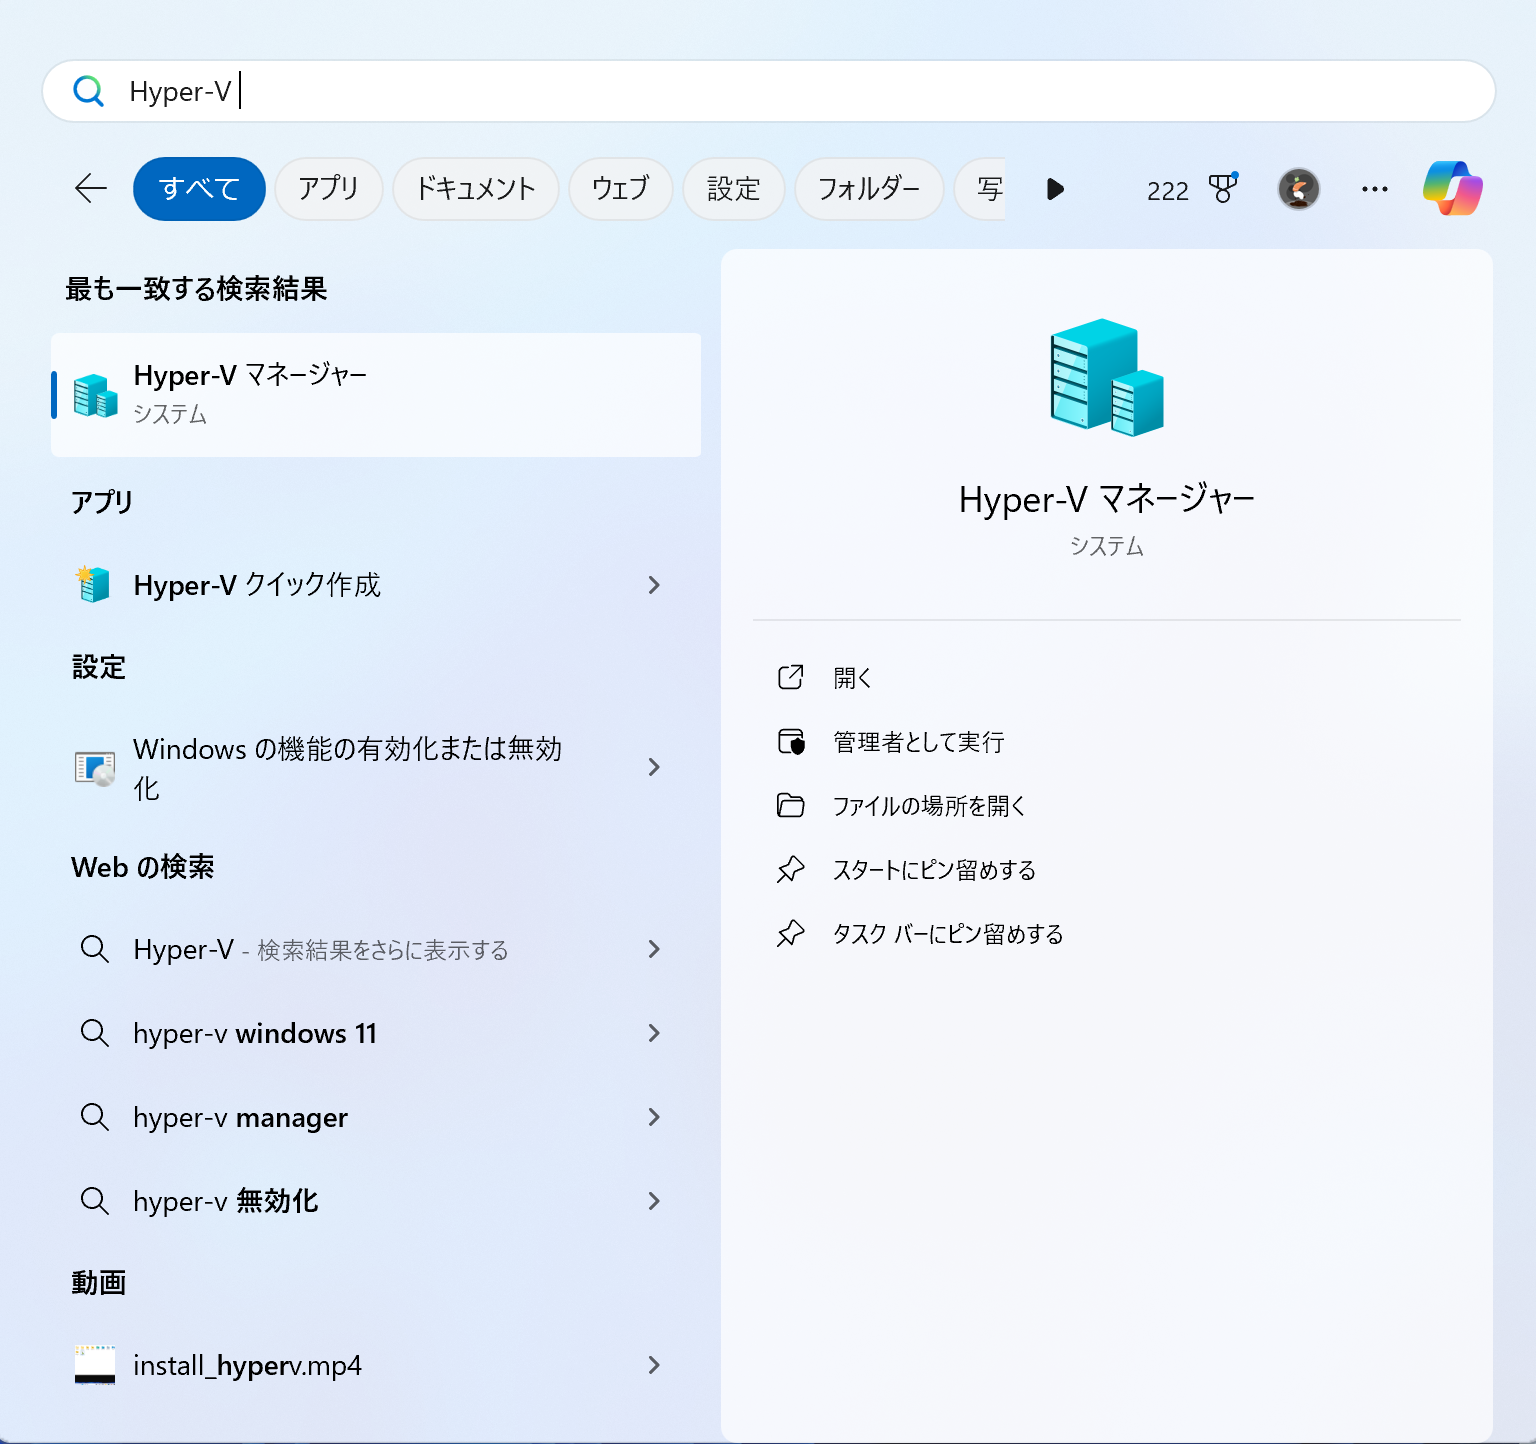 Hyper-V
すべて
アプリ
ドキュメント
ウェブ
設定
フォルダー
写
222
最も一致する検索結果
Hyper-V マネージャー
システム
アプリ
Hyper-V クイック作成
設定
Windows の機能の有効化または無効
化
Web の検索
Hyper-V - 検索結果をさらに表示する
hyper-v windows 11
hyper-v manager
hyper-v 無効化
動画
install_hyperv.mp4
Hyper-V マネージャー
システム
開く
管理者として実行
ファイルの場所を開く
スタートにピン留めする
タスク バーにピン留めする